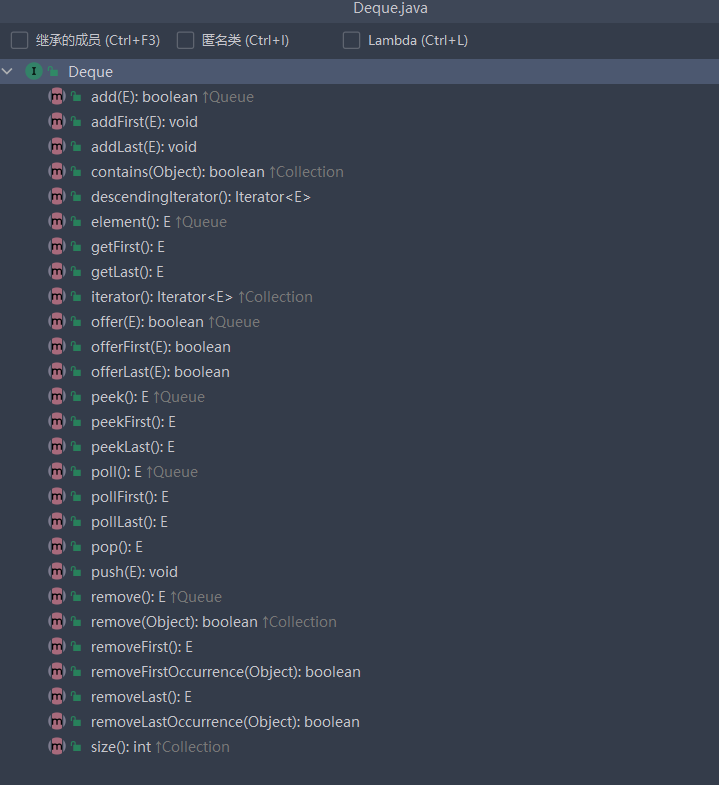 Deque.java
继承的成员 (Ctrl+F3) 匿名类 (Ctrl+I) Lambda (Ctrl+L)
I Deque
m add(E): boolean ↑Queue
m addFirst(E): void
m addLast(E): void
m contains(Object): boolean ↑Collection
m descendingIterator(): Iterator<E>
m element(): E ↑Queue
m getFirst(): E
m getLast(): E
m iterator(): Iterator<E> ↑Collection
m offer(E): boolean ↑Queue
m offerFirst(E): boolean
m offerLast(E): boolean
m peek(): E ↑Queue
m peekFirst(): E
m peekLast(): E
m poll(): E ↑Queue
m pollFirst(): E
m pollLast(): E
m pop(): E
m push(E): void
m remove(): E ↑Queue
m remove(Object): boolean ↑Collection
m removeFirst(): E
m removeFirstOccurrence(Object): boolean
m removeLast(): E
m removeLastOccurrence(Object): boolean
m size(): int ↑Collection